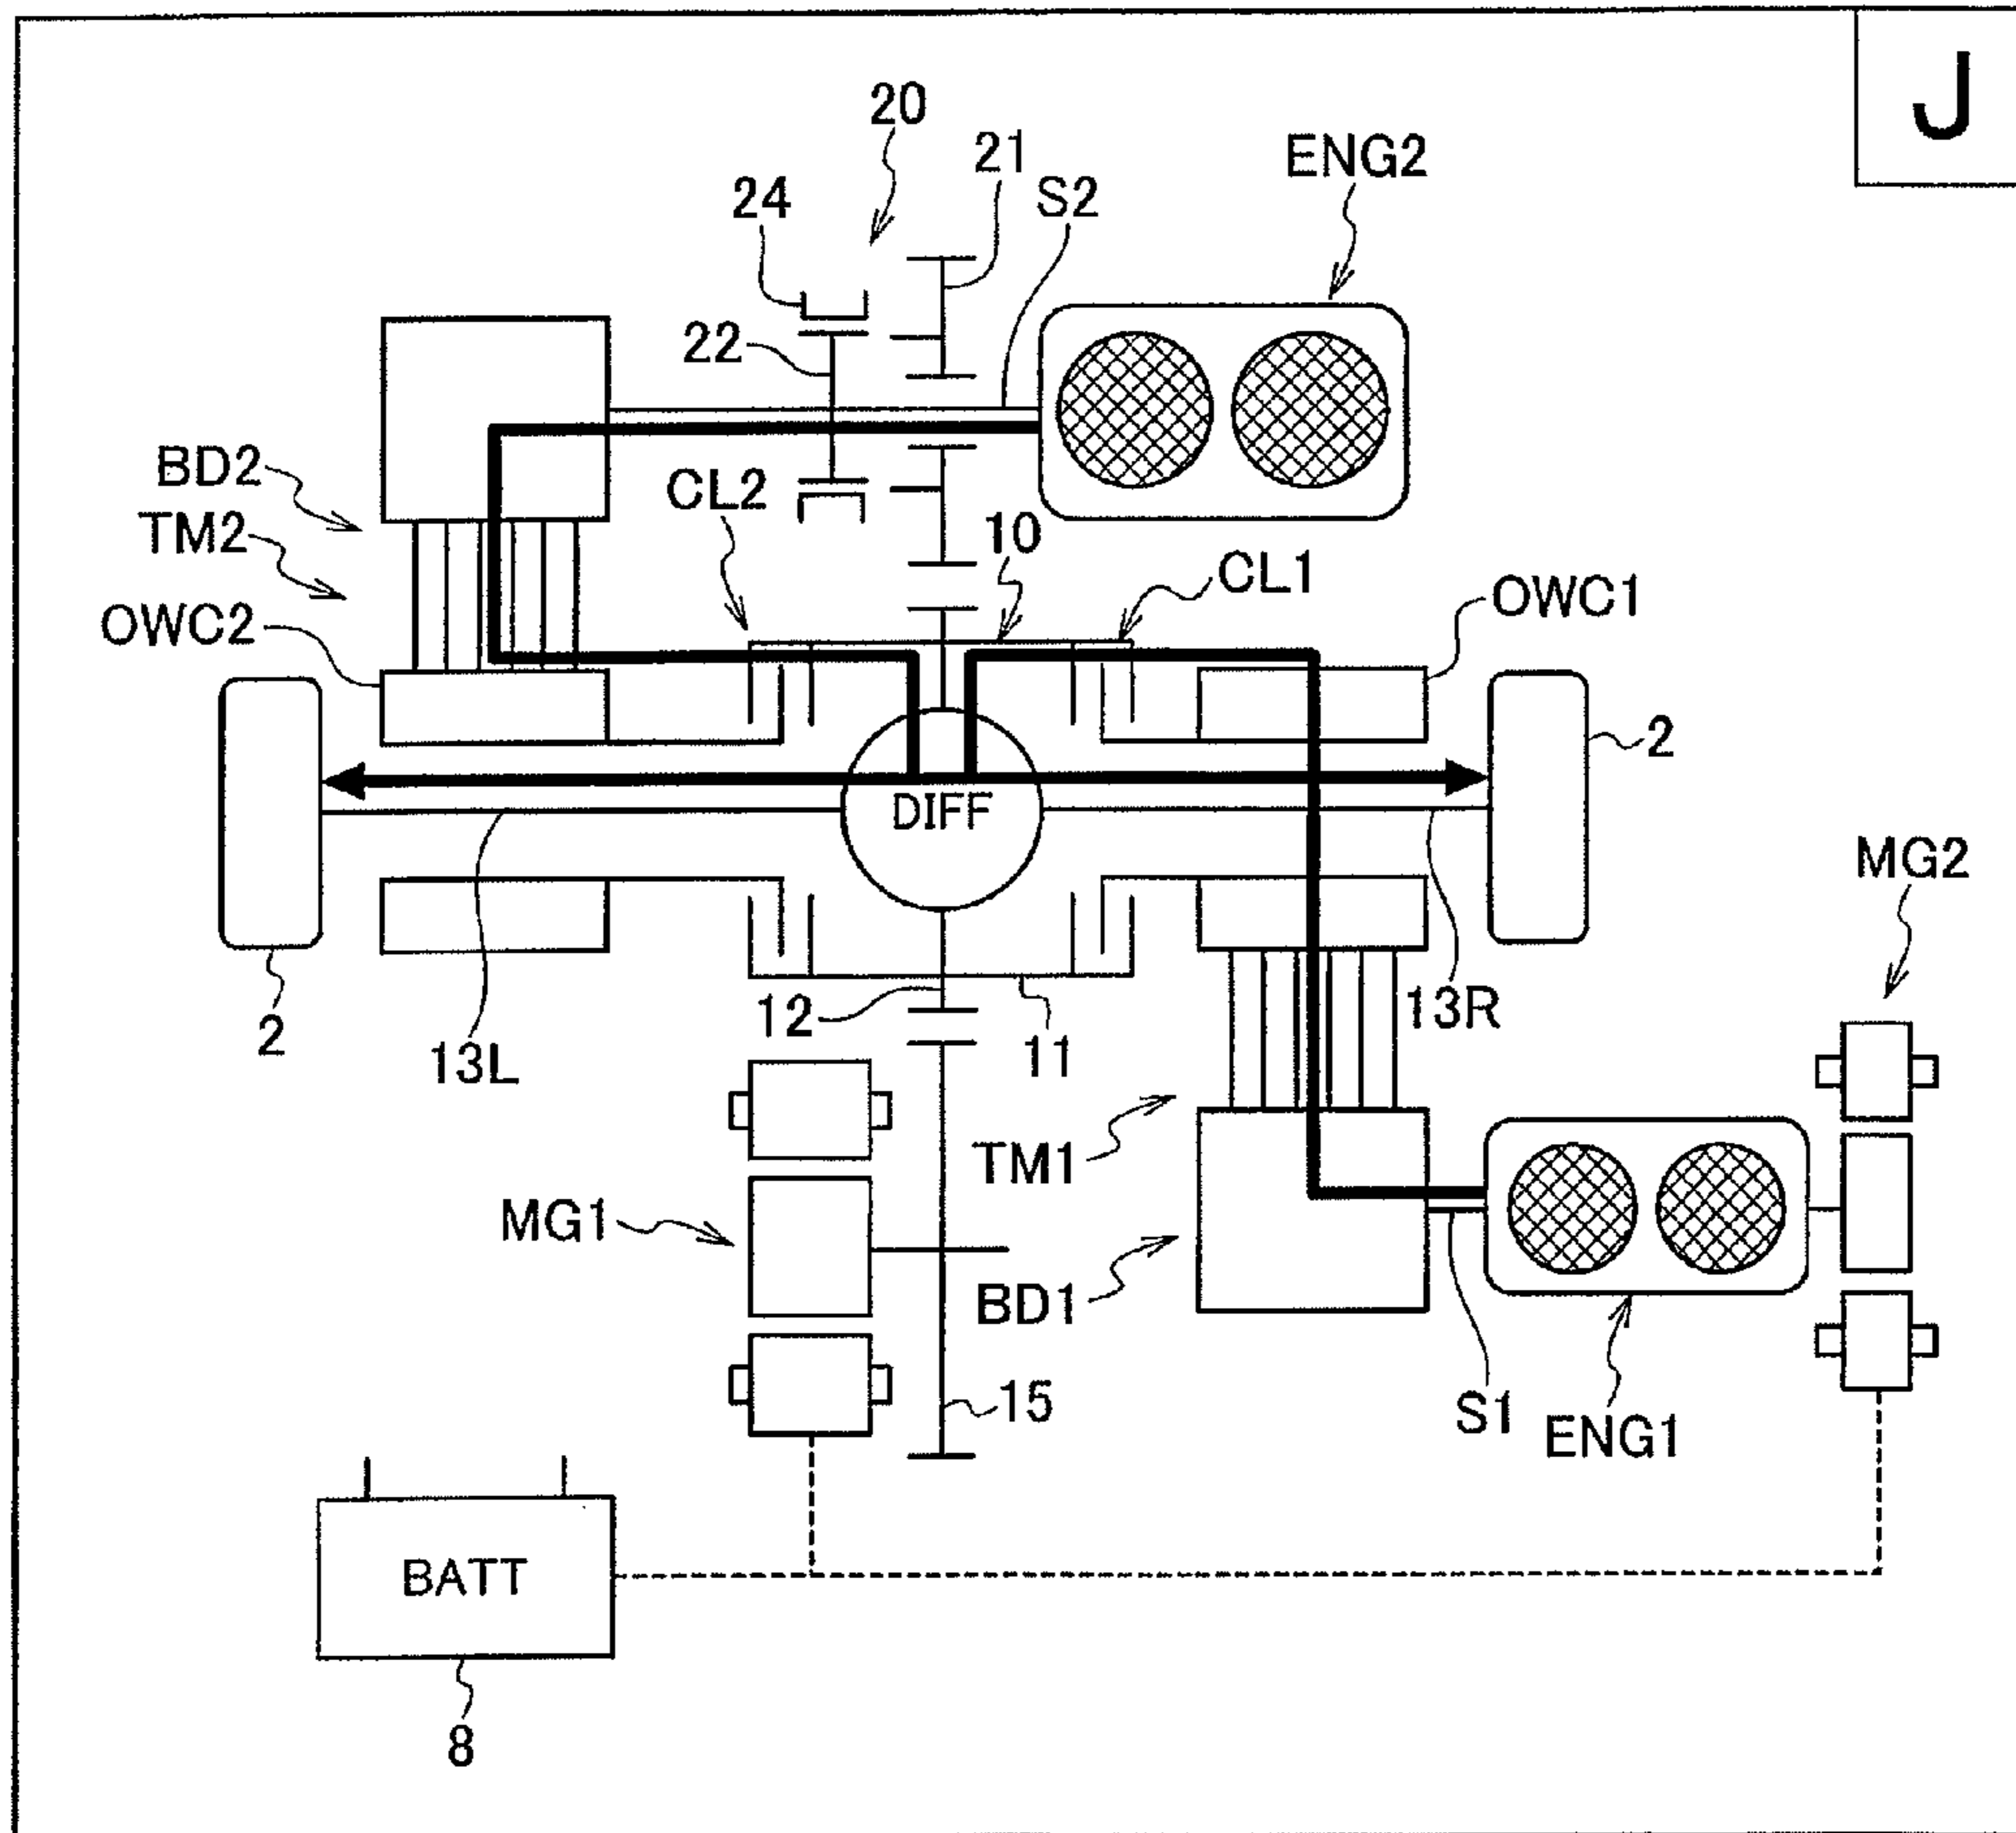 J
20
21
ENG2
24
S2
22
BD2
CL2
TM2
10
CL1
OWC1
OWC2
2
DIFF
MG2
2
13L
12
11
13R
TM1
MG1
BD1
15
S1
ENG1
BATT
8